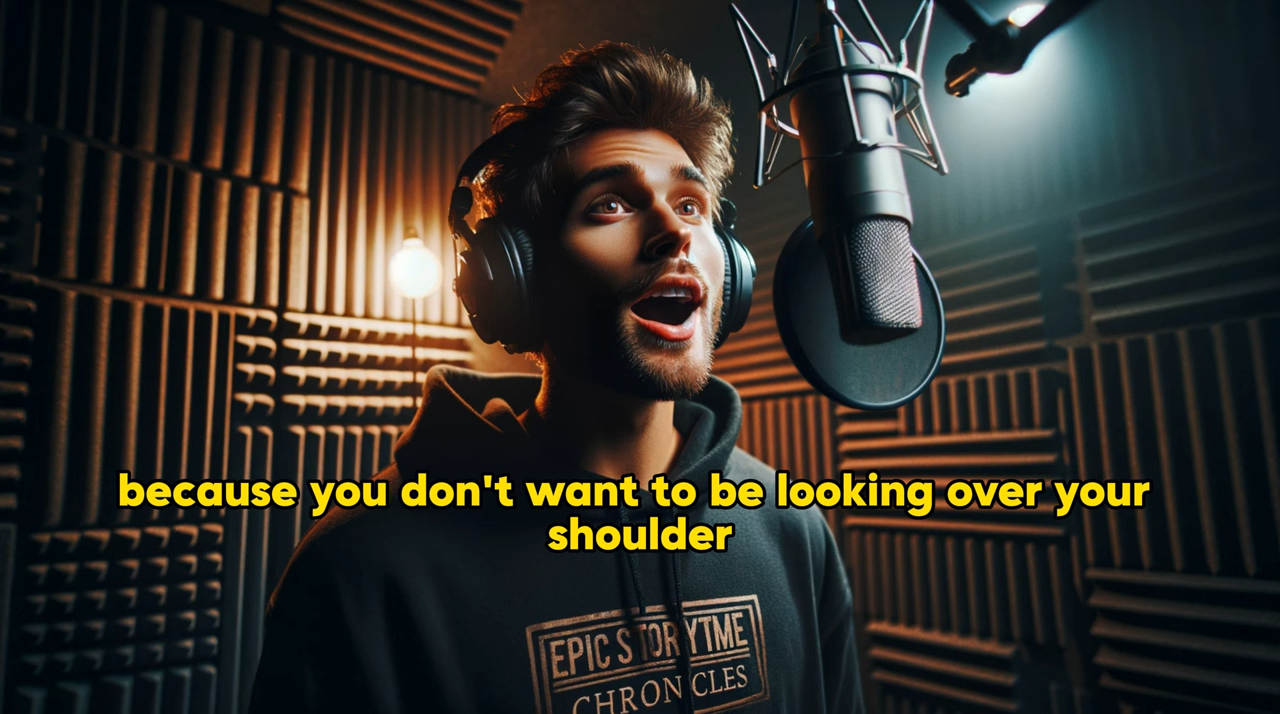 because you don't want to be looking over your
shoulder
EPIC STORYTME
CHRONICLES